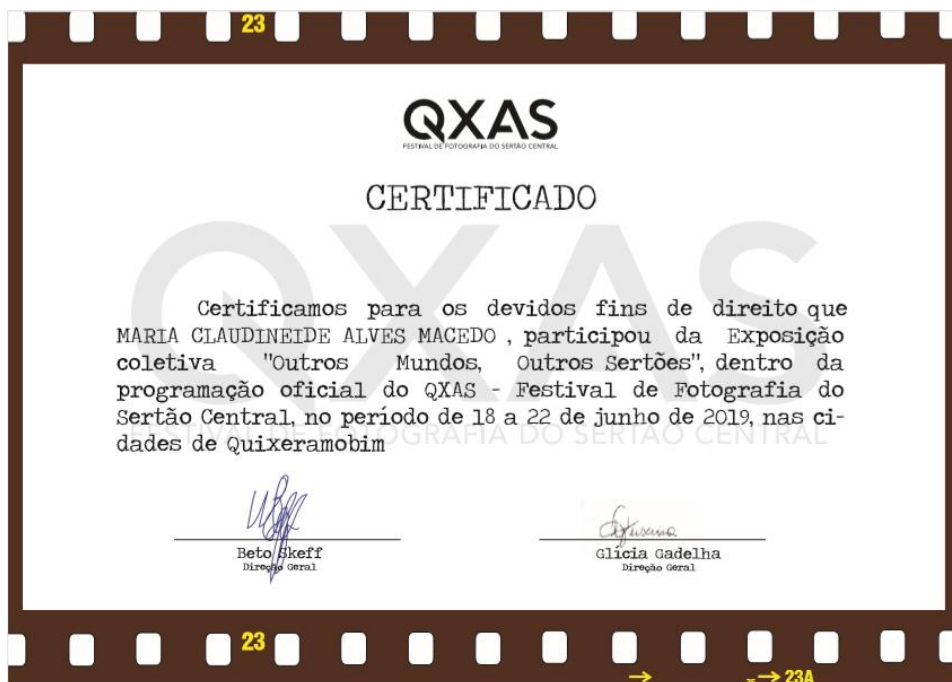 23
QXAS
FESTIVAL DE FOTOGRAFIA DO SERTÃO CENTRAL
CERTIFICADO
QXAS
Certificamos para os devidos fins de direito que
MARIA CLAUDINEIDE ALVES MACEDO , participou da Exposição
coletiva "Outros Mundos, Outros Sertões", dentro da
programação oficial do QXAS - Festival de Fotografia do
Sertão Central, no período de 18 a 22 de junho de 2019, nas ci-
FESTIVAL DE FOTOGRAFIA DO SERTÃO CENTRAL
dades de Quixeramobim
Beto Skeff
Direção Geral
Glícia Gadelha
Direção Geral
23
→ → 23A